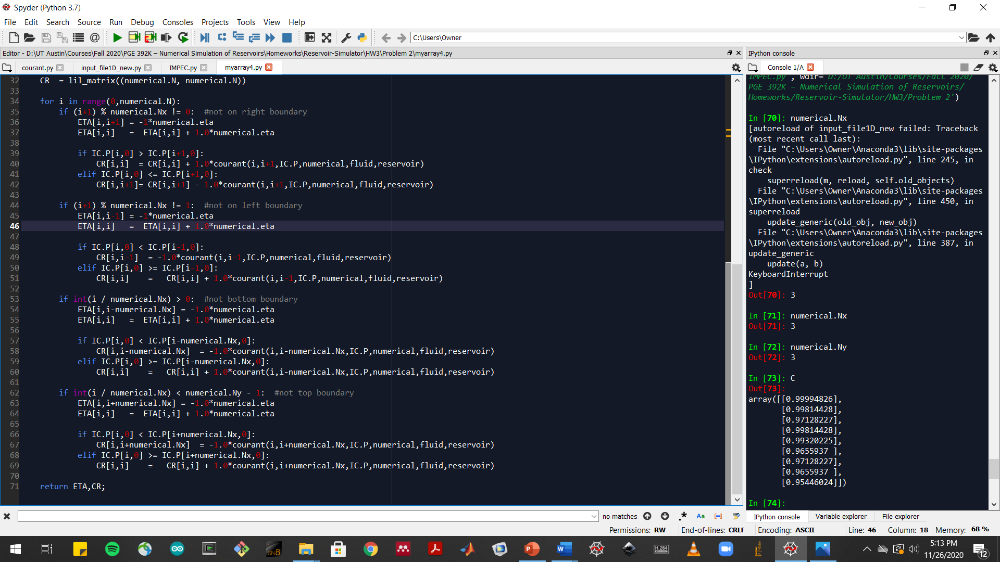 Spyder (Python 3.7)
File Edit Search Source Run Debug Consoles Projects Tools View Help
C:\Users\Owner
Editor - D:\UT Austin\Courses\Fall 2020\PGE 392K – Numerical Simulation of Reservoirs\Homeworks\Reservoir-Simulator\HW3\Problem 2\myarray4.py
courant.py input_file1D_new.py IMPEC.py myarray4.py
32 CR  = lil_matrix((numerical.N, numerical.N))
33
34 for i in range(0,numerical.N):
35 if (i+1) % numerical.Nx != 0:  #not on right boundary
36 ETA[i,i+1] = -1*numerical.eta
37 ETA[i,i]   =  ETA[i,i] + 1.0*numerical.eta
38
39 if IC.P[i,0] > IC.P[i+1,0]:
40 CR[i,i]  = CR[i,i] + 1.0*courant(i,i+1,IC.P,numerical,fluid,reservoir)
41 elif IC.P[i,0] <= IC.P[i+1,0]:
42 CR[i,i+1]= CR[i,i+1] - 1.0*courant(i,i+1,IC.P,numerical,fluid,reservoir)
43
44 if (i+1) % numerical.Nx != 1:  #not on left boundary
45 ETA[i,i-1] = -1*numerical.eta
46 ETA[i,i]   =  ETA[i,i] + 1.0*numerical.eta
47
48 if IC.P[i,0] < IC.P[i-1,0]:
49 CR[i,i-1]  = -1.0*courant(i,i-1,IC.P,numerical,fluid,reservoir)
50 elif IC.P[i,0] >= IC.P[i-1,0]:
51 CR[i,i]    =   CR[i,i] + 1.0*courant(i,i-1,IC.P,numerical,fluid,reservoir)
52
53 if int(i / numerical.Nx) > 0:  #not bottom boundary
54 ETA[i,i-numerical.Nx] = -1.0*numerical.eta
55 ETA[i,i]   =  ETA[i,i] + 1.0*numerical.eta
56
57 if IC.P[i,0] < IC.P[i-numerical.Nx,0]:
58 CR[i,i-numerical.Nx]  = -1.0*courant(i,i-numerical.Nx,IC.P,numerical,fluid,reservoir)
59 elif IC.P[i,0] >= IC.P[i-numerical.Nx,0]:
60 CR[i,i]    =   CR[i,i] + 1.0*courant(i,i-numerical.Nx,IC.P,numerical,fluid,reservoir)
61
62 if int(i / numerical.Nx) < numerical.Ny - 1:  #not top boundary
63 ETA[i,i+numerical.Nx] = -1.0*numerical.eta
64 ETA[i,i]   =  ETA[i,i] + 1.0*numerical.eta
65
66 if IC.P[i,0] < IC.P[i+numerical.Nx,0]:
67 CR[i,i+numerical.Nx]  = -1.0*courant(i,i+numerical.Nx,IC.P,numerical,fluid,reservoir)
68 elif IC.P[i,0] >= IC.P[i+numerical.Nx,0]:
69 CR[i,i]    =   CR[i,i] + 1.0*courant(i,i+numerical.Nx,IC.P,numerical,fluid,reservoir)
70
71 return ETA,CR;
no matches
Aa
Permissions: RW End-of-lines: CRLF Encoding: ASCII Line: 46 Column: 18 Memory: 68 %
IPython console
Console 1/A
IMPEC.py', wdir='D:/UT Austin/Courses/Fall 2020/
PGE 392K – Numerical Simulation of Reservoirs/
Homeworks/Reservoir-Simulator/HW3/Problem 2')
In [70]: numerical.Nx
[autoreload of input_file1D_new failed: Traceback
(most recent call last):
File "C:\Users\Owner\Anaconda3\lib\site-packages
\IPython\extensions\autoreload.py", line 245, in
check
superreload(m, reload, self.old_objects)
File "C:\Users\Owner\Anaconda3\lib\site-packages
\IPython\extensions\autoreload.py", line 450, in
superreload
update_generic(old_obj, new_obj)
File "C:\Users\Owner\Anaconda3\lib\site-packages
\IPython\extensions\autoreload.py", line 387, in
update_generic
update(a, b)
KeyboardInterrupt
]
Out[70]: 3
In [71]: numerical.Nx
Out[71]: 3
In [72]: numerical.Ny
Out[72]: 3
In [73]: C
Out[73]:
array([[0.99994826],
[0.99814428],
[0.97128227],
[0.99814428],
[0.99320225],
[0.9655937 ],
[0.97128227],
[0.9655937 ],
[0.95446024]])
In [74]:
IPython console Variable explorer File explorer
SN8
H.264
5:13 PM
11/26/2020
12